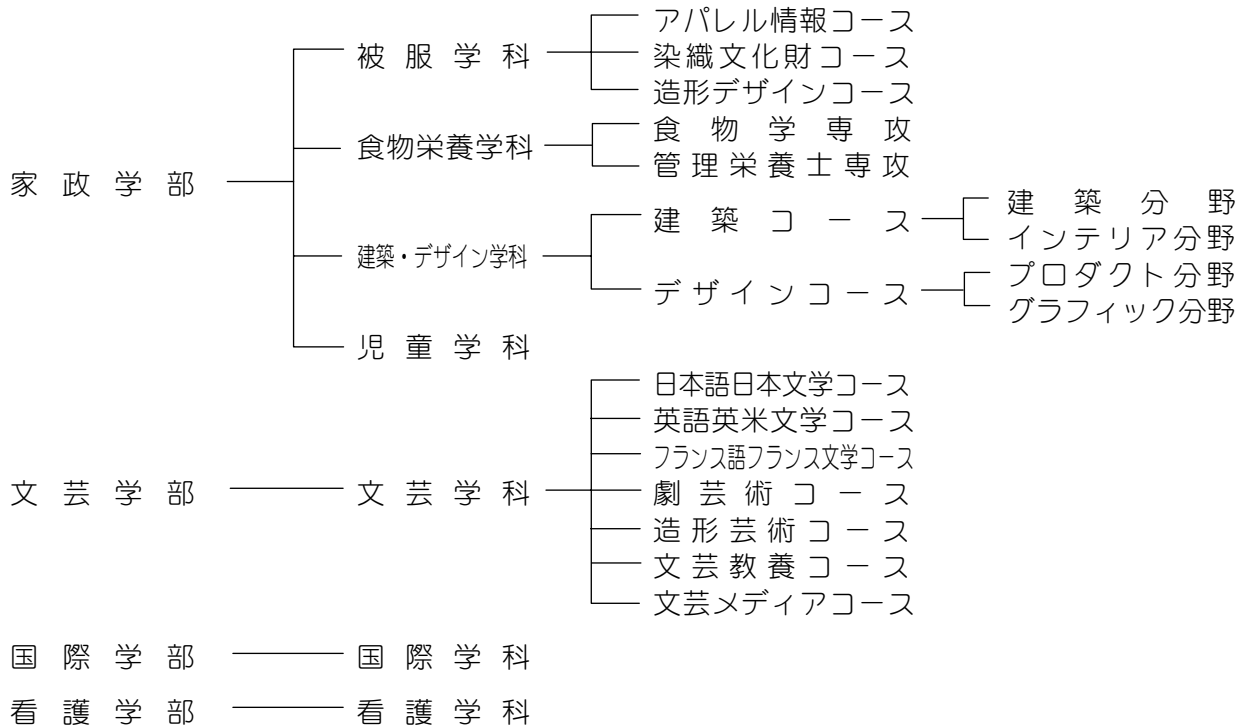 アパレル情報コース
被服学科
染織文化財コース
造形デザインコース
食物学専攻
食物栄養学科
管理栄養士専攻
家政学部
建築分野
建築コース
インテリア分野
建築・デザイン学科
プロダクト分野
デザインコース
グラフィック分野
児童学科
日本語日本文学コース
英語英米文学コース
フランス語フランス文学コース
文芸学部
文芸学科
劇芸術コース
造形芸術コース
文芸教養コース
文芸メディアコース
国際学部
国際学科
看護学部
看護学科